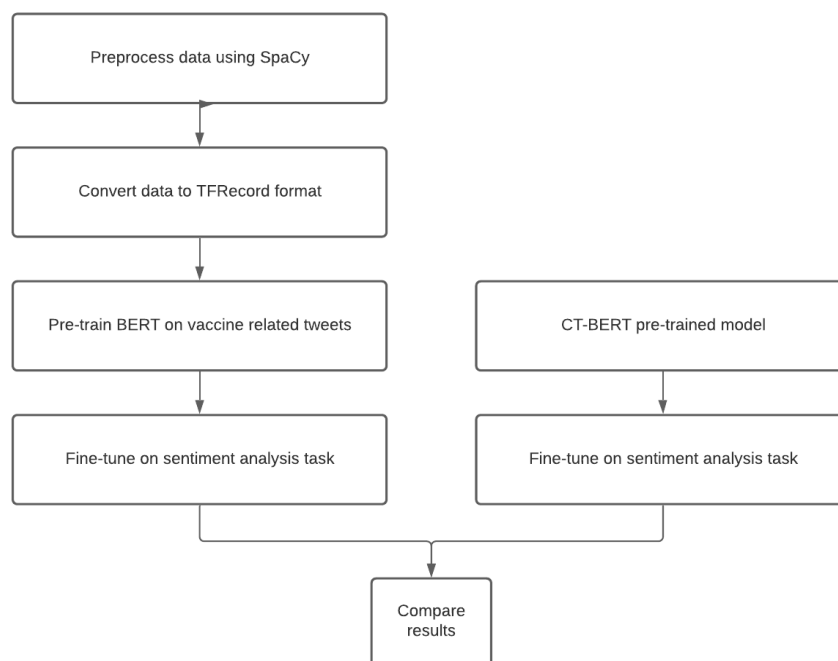 Preprocess data using SpaCy
Convert data to TFRecord format
Pre-train BERT on vaccine related tweets
CT-BERT pre-trained model
Fine-tune on sentiment analysis task
Fine-tune on sentiment analysis task
Compare
results